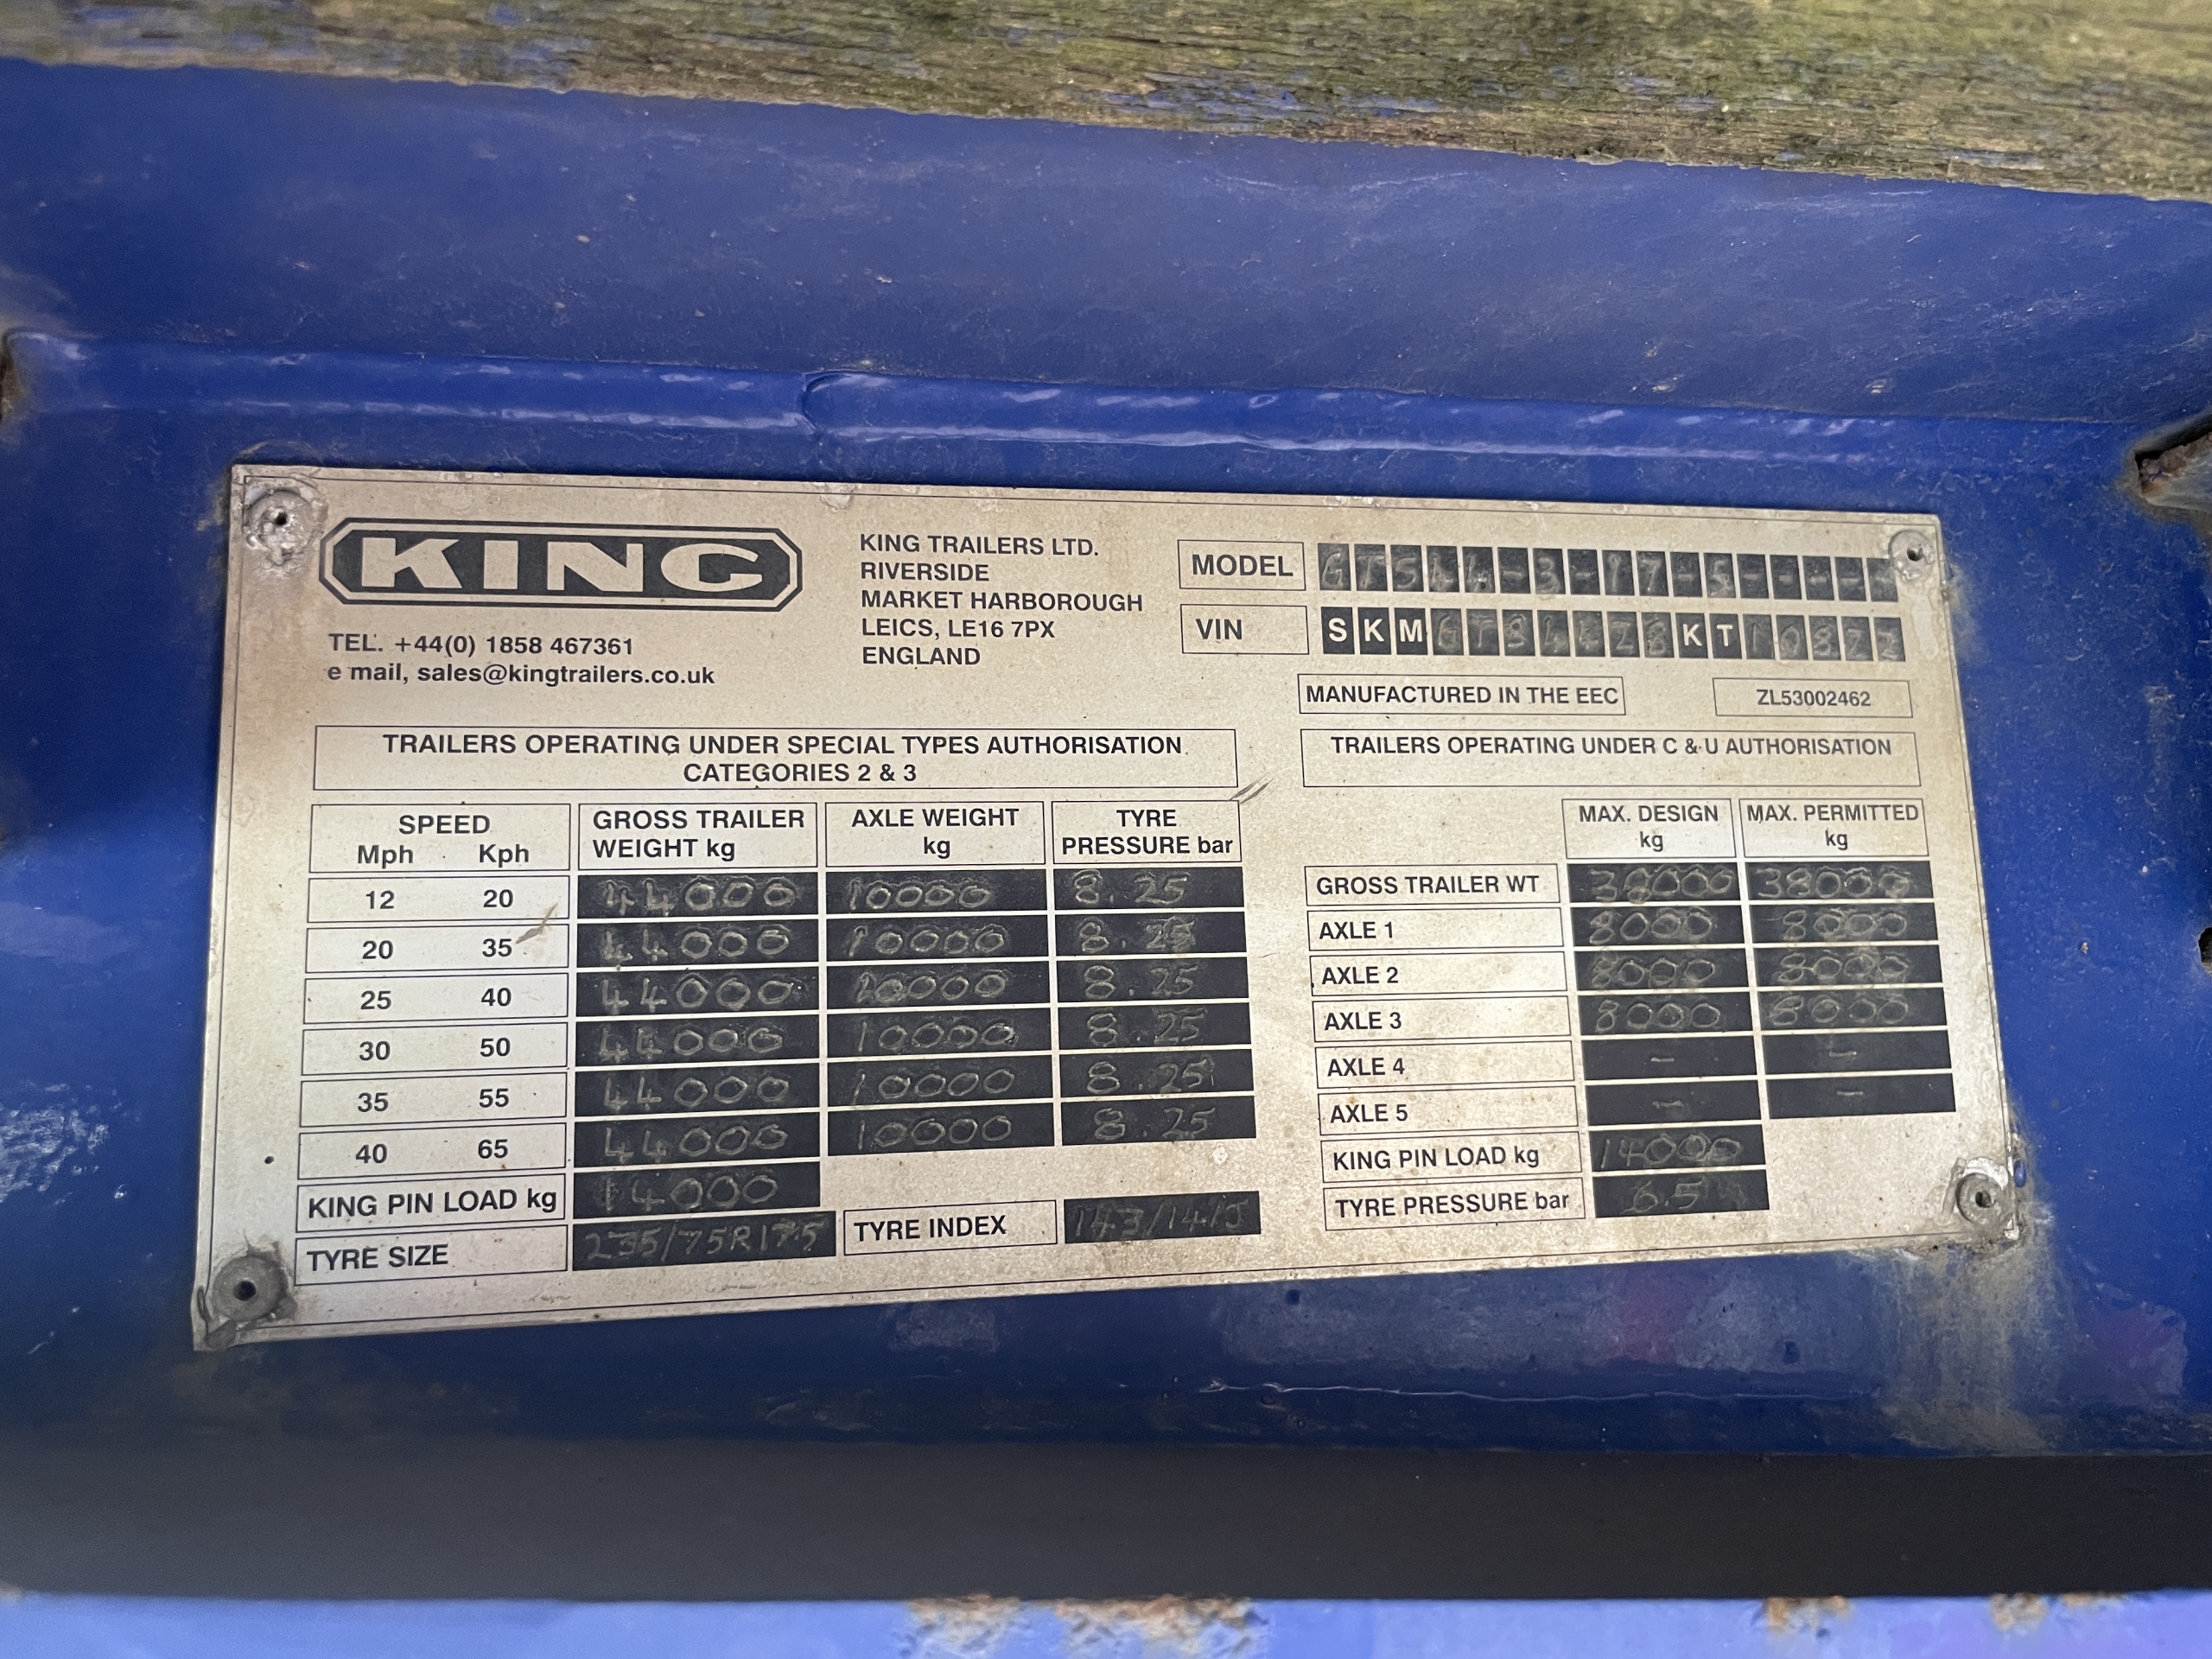 KING
TEL. +44(0) 1858 467361
e mail, sales@kingtrailers.co.uk
KING TRAILERS LTD.
RIVERSIDE
MARKET HARBOROUGH
LEICS, LE16 7PX
ENGLAND
MODEL GTS44-3-17-5-----
VIN SKM
KT
MANUFACTURED IN THE EEC
ZL53002462
TRAILERS OPERATING UNDER SPECIAL TYPES AUTHORISATION.
CATEGORIES 2 & 3
SPEED
Mph Kph
GROSS TRAILER
WEIGHT kg
AXLE WEIGHT
kg
TYRE
PRESSURE bar
12 20 44000 10000 8.25
20 35 44000 10000 8.25
25 40 44000 8.25
30 50 44000 10000 8.25
35 55 44000 10000 8.25
40 65 44000 10000 8.25
KING PIN LOAD kg 14000
TYRE SIZE 235/75R17.5 TYRE INDEX 143/141J
TRAILERS OPERATING UNDER C & U AUTHORISATION
MAX. DESIGN
kg
MAX. PERMITTED
kg
GROSS TRAILER WT 38000 38000
AXLE 1 8000 8000
AXLE 2 8000 8000
AXLE 3 8000 8000
AXLE 4 - -
AXLE 5 - -
KING PIN LOAD kg 14000
TYRE PRESSURE bar 6.5